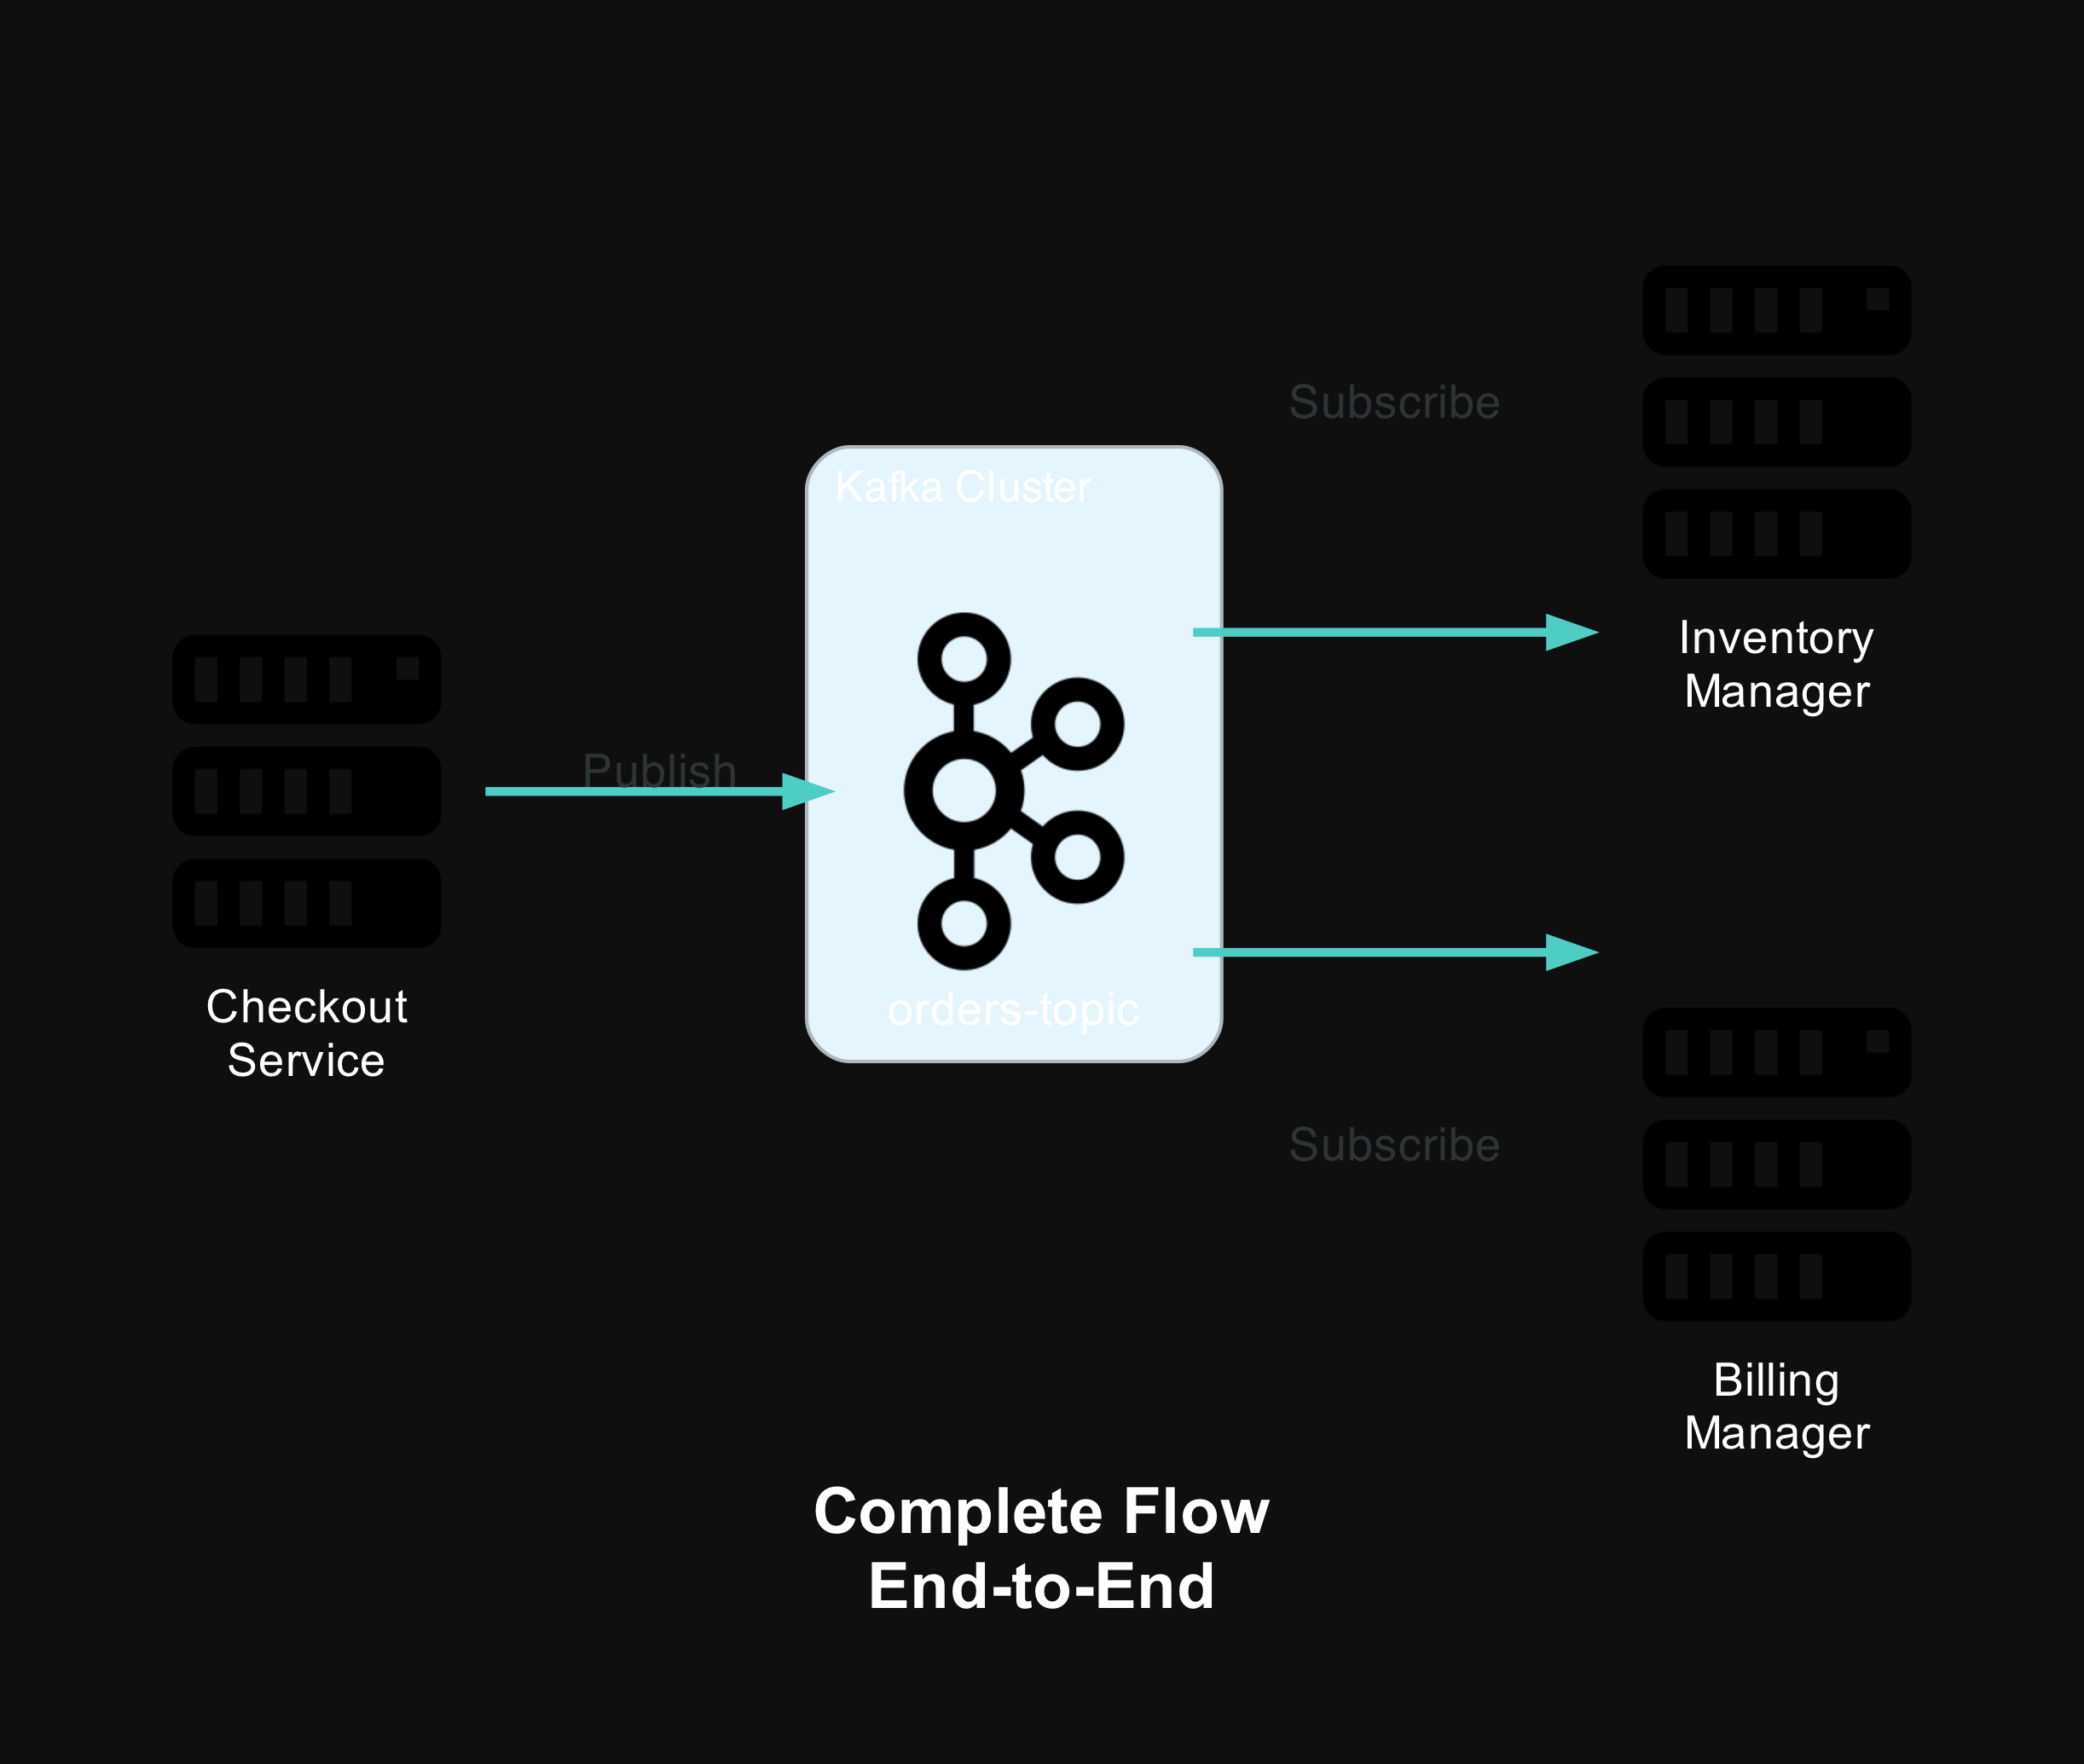 Subscribe
Kafka Cluster
Inventory
Manager
Publish
orders-topic
Checkout
Service
Subscribe
Billing
Manager
Complete Flow
End-to-End